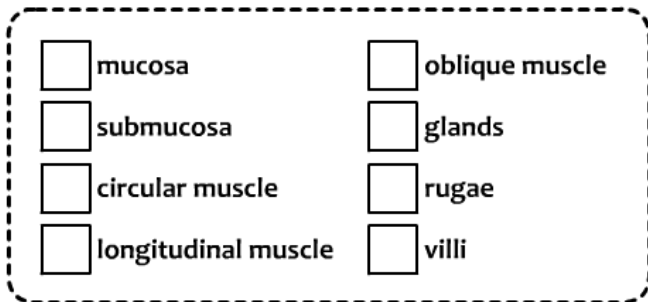 mucosa
submucosa
circular muscle
longitudinal muscle
oblique muscle
glands
rugae
villi